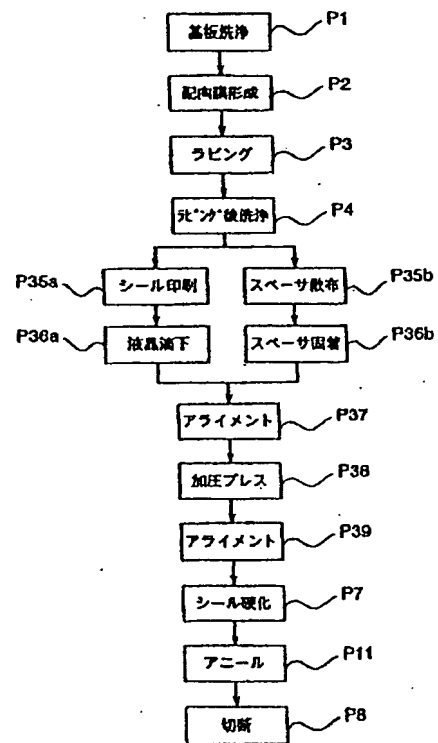 P1
基板洗浄
P2
配向膜形成
P3
ラビング
P4
ラビング後洗浄
P35a
シール印刷
スペーサ散布
P35b
P36a
液晶滴下
スペーサ固着
P36b
アライメント
P37
加圧プレス
P38
アライメント
P39
シール硬化
P7
アニール
P11
切断
P8